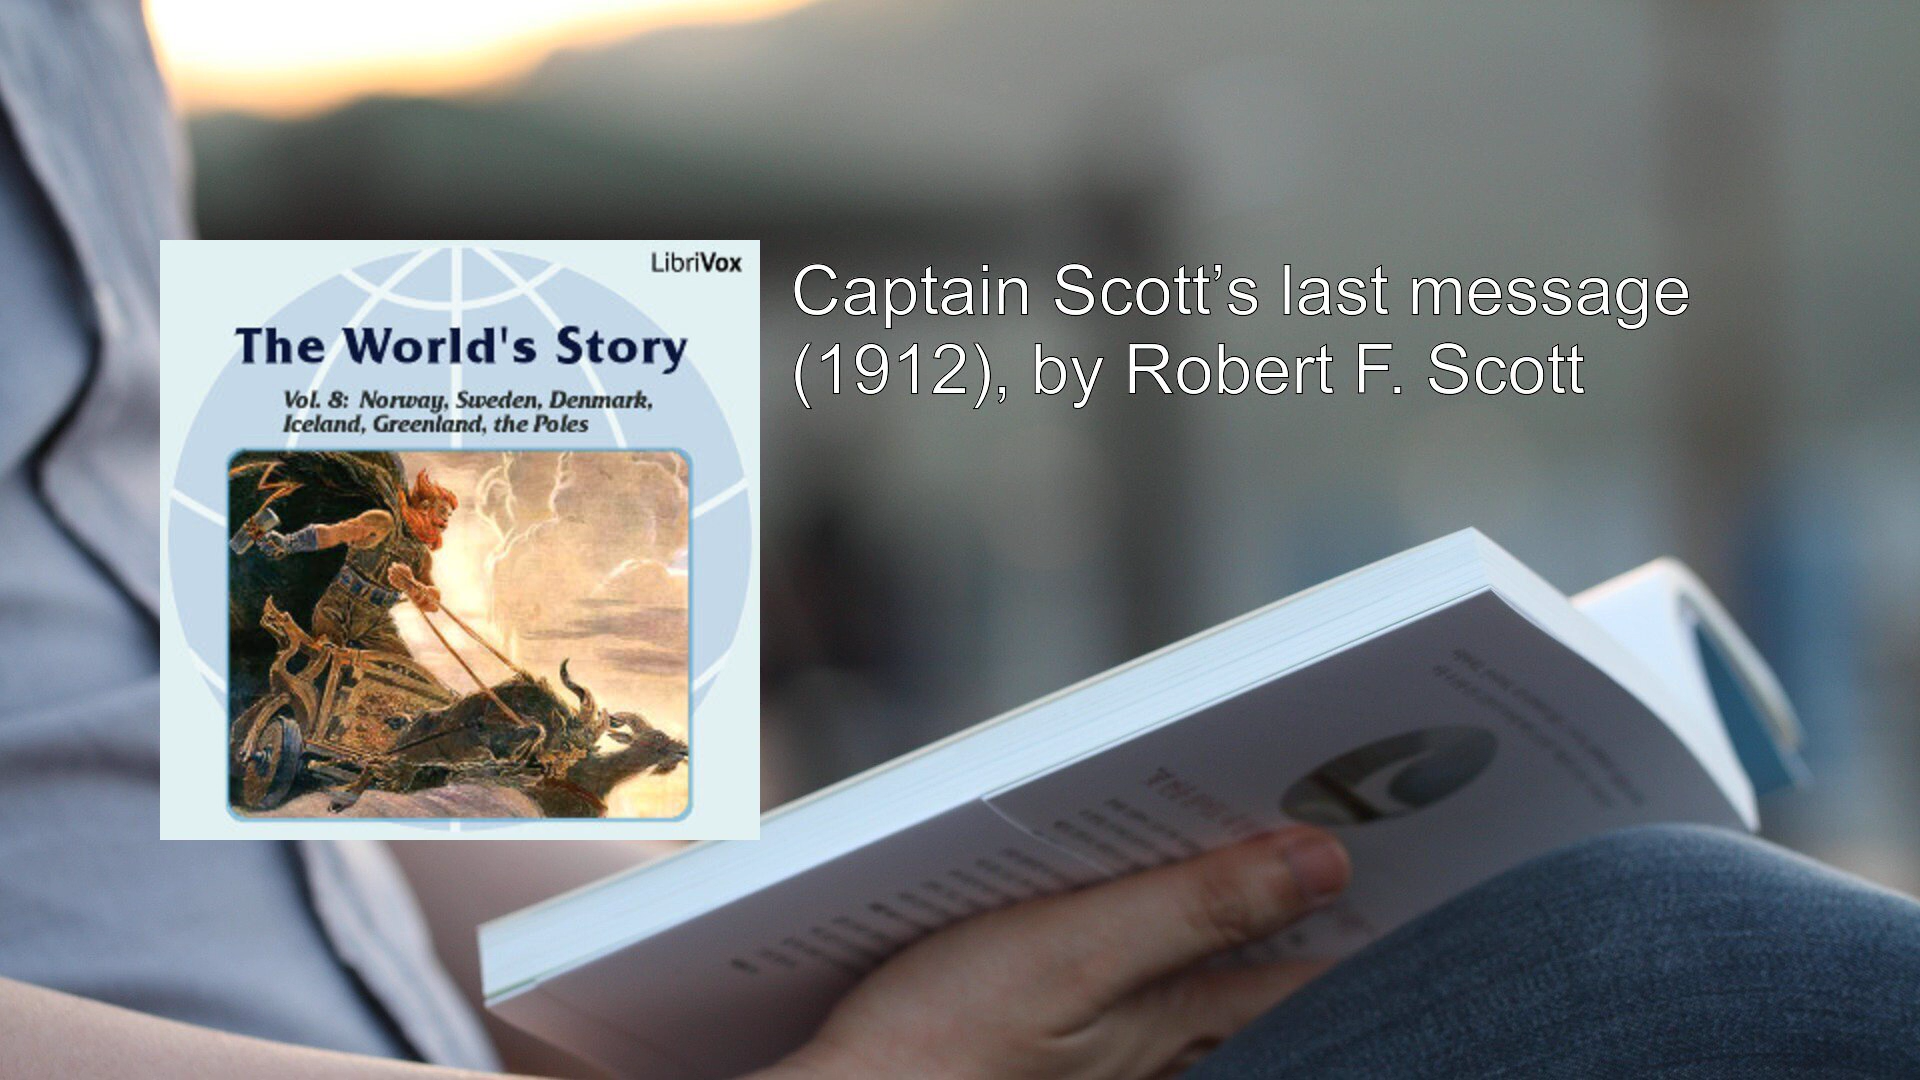 LibriVox
The World's Story
Vol. 8: Norway, Sweden, Denmark,
Iceland, Greenland, the Poles
Captain Scott’s last message
(1912), by Robert F. Scott